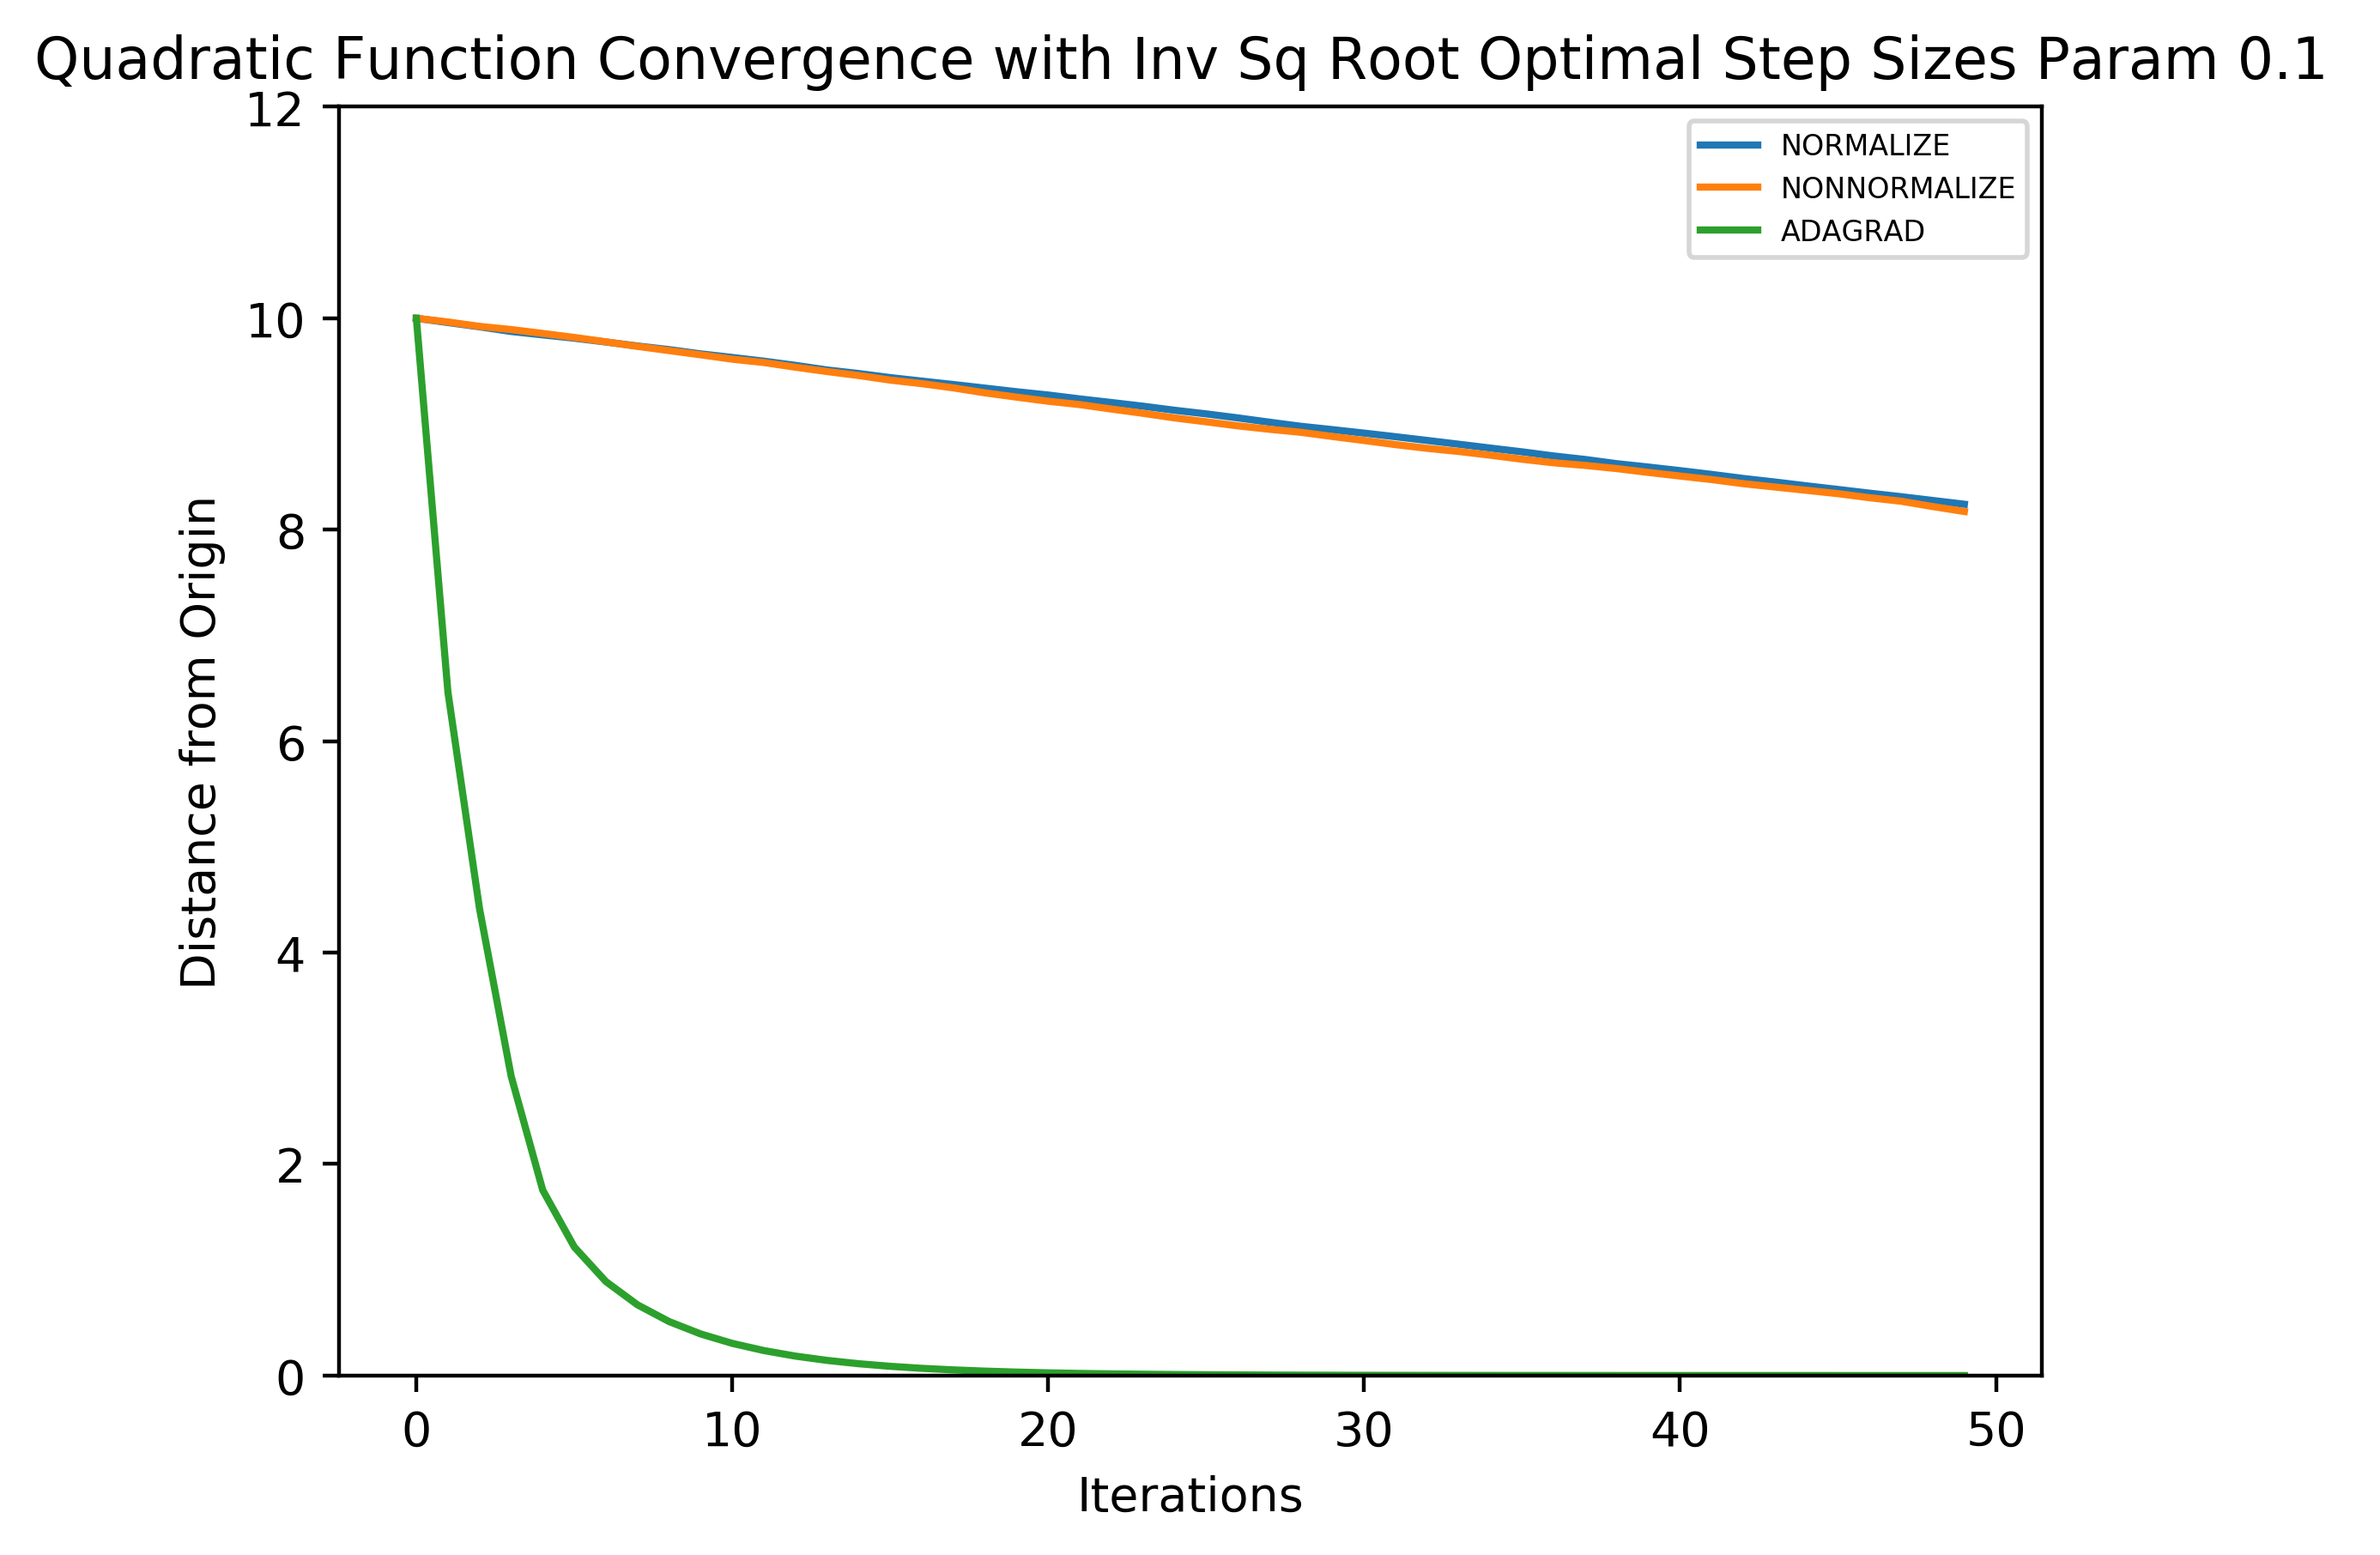 Quadratic Function Convergence with Inv Sq Root Optimal Step Sizes Param 0.1
NORMALIZE
NONNORMALIZE
ADAGRAD
Distance from Origin
12
10
8
6
4
2
0
0 10 20 30 40 50
Iterations